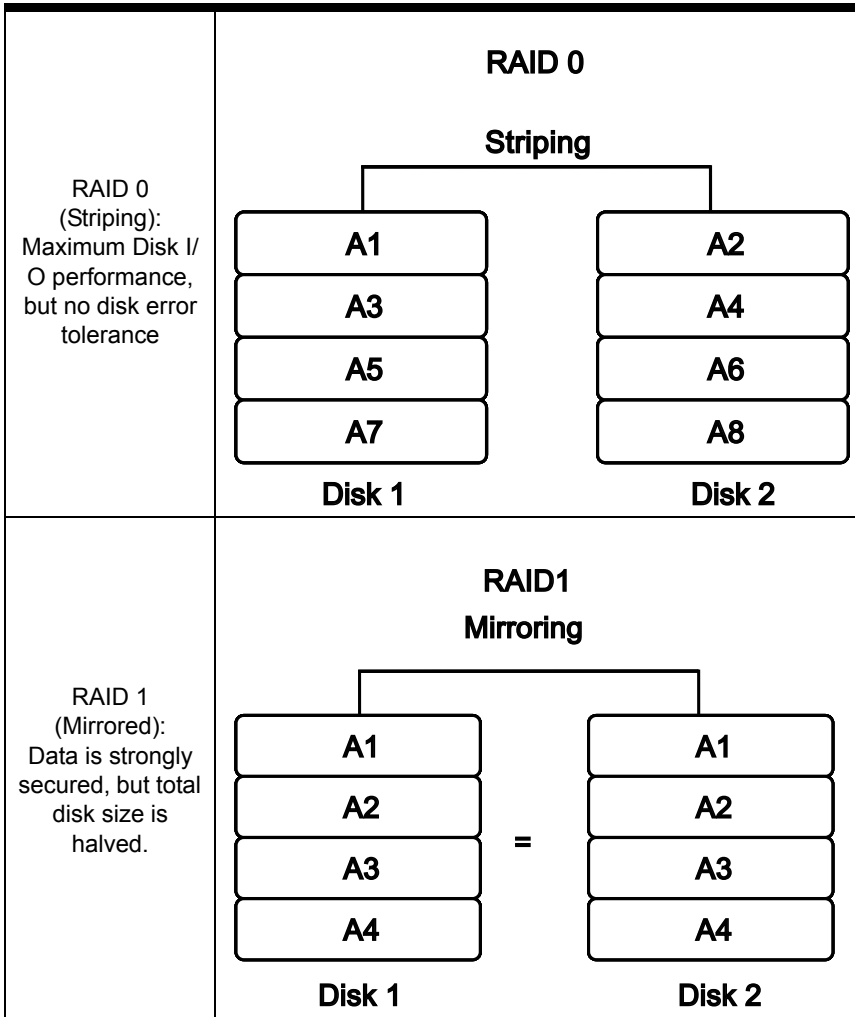 RAID 0
(Striping):
Maximum Disk I/
O performance,
but no disk error
tolerance
RAID 0
Striping
A1
A3
A5
A7
Disk 1
A2
A4
A6
A8
Disk 2
RAID 1
(Mirrored):
Data is strongly
secured, but total
disk size is
halved.
RAID1
Mirroring
A1
A2
A3
A4
Disk 1
=
A1
A2
A3
A4
Disk 2